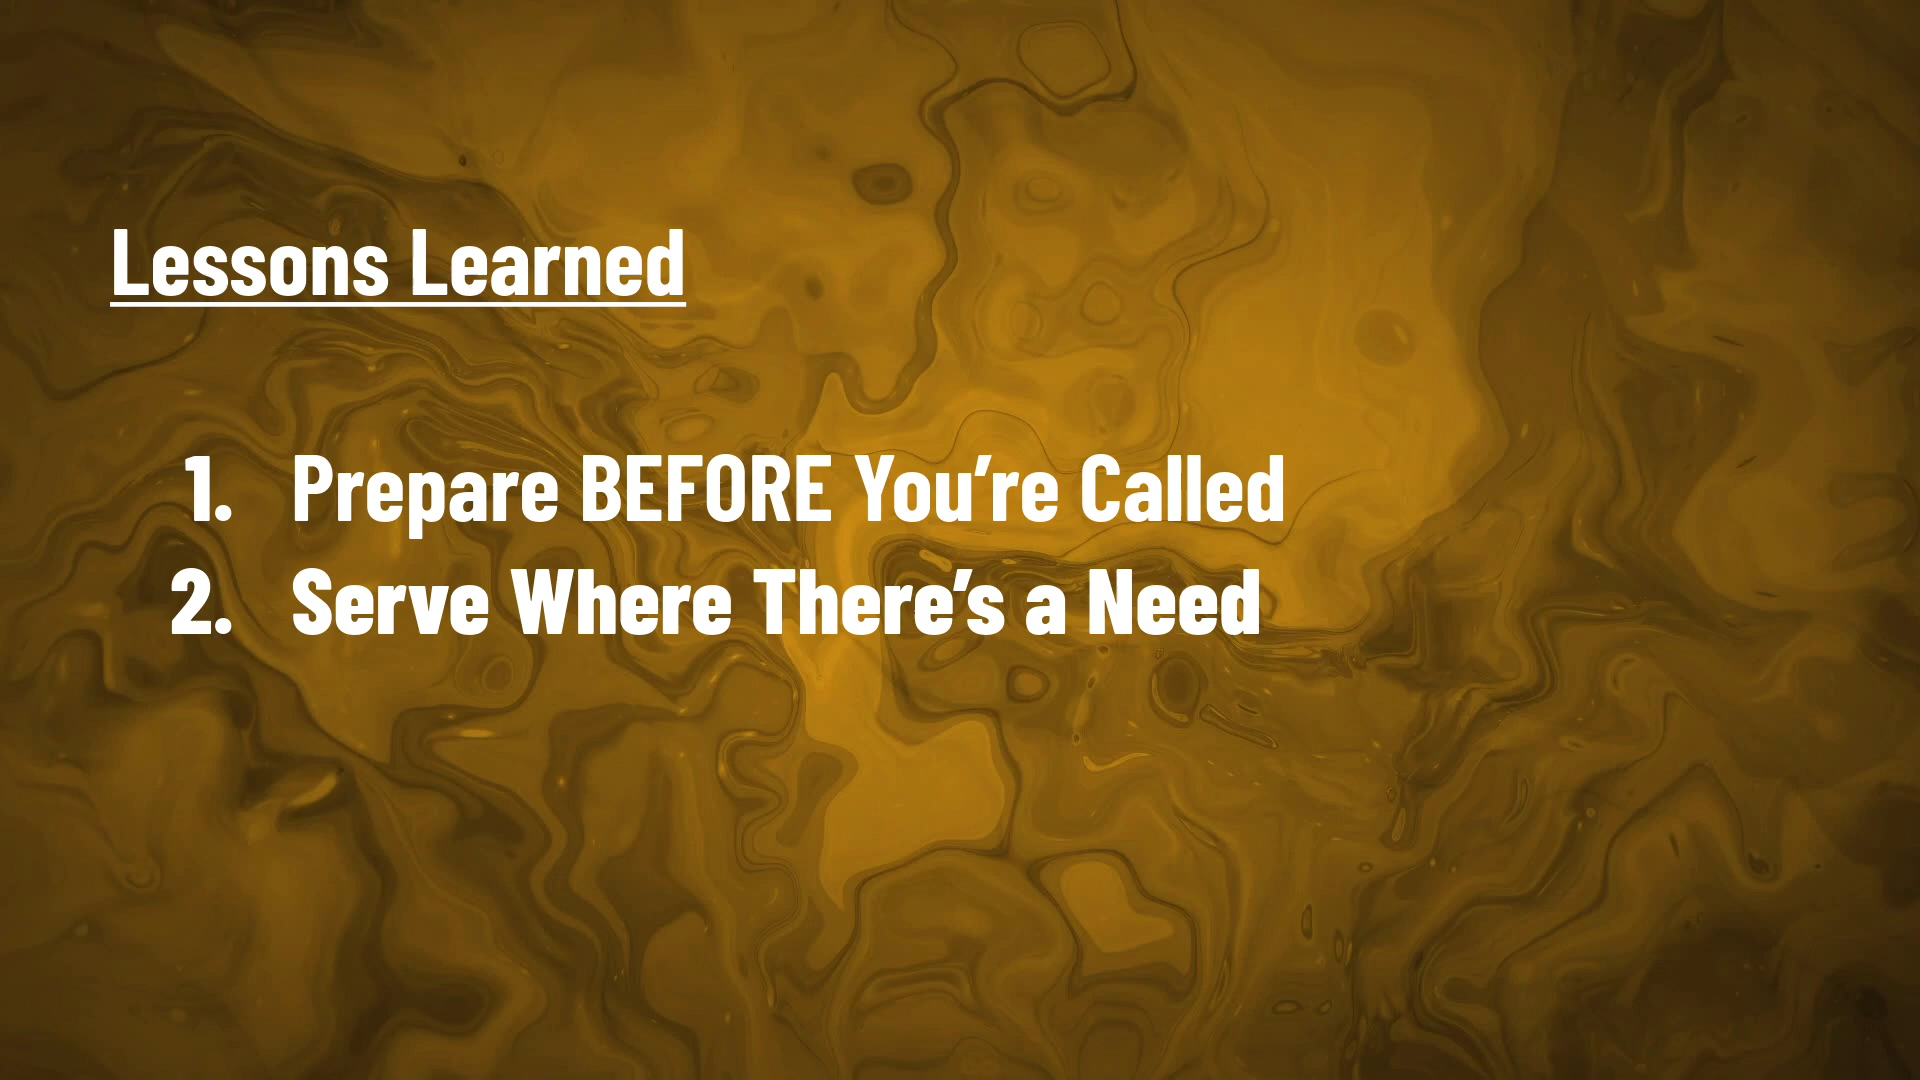 Lessons Learned
1. Prepare BEFORE You’re Called
2. Serve Where There’s a Need